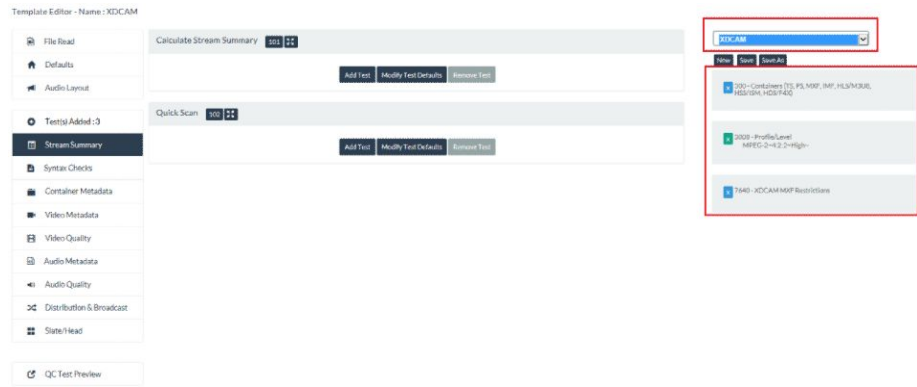 Template Editor - Name : XDCAM
File Read
Defaults
Audio Layout
Test(s) Added : 0
Stream Summary
Syntax Checks
Container Metadata
Video Metadata
Video Quality
Audio Metadata
Audio Quality
Distribution & Broadcast
Slate/Head
QC Test Preview
Calculate Stream Summary 101
Add Test Modify Test Defaults Remove Test
Quick Scan 102
Add Test Modify Test Defaults Remove Test
XDCAM
New Save Save As
100 - Containers (TS, PS, MXF, IMF, HLS/M3U8,
HSS/ISM, HDS/F4X)
- Profile/Level
MPEG-2~4:2:2~High~
7640 - XDCAM MXF Restrictions